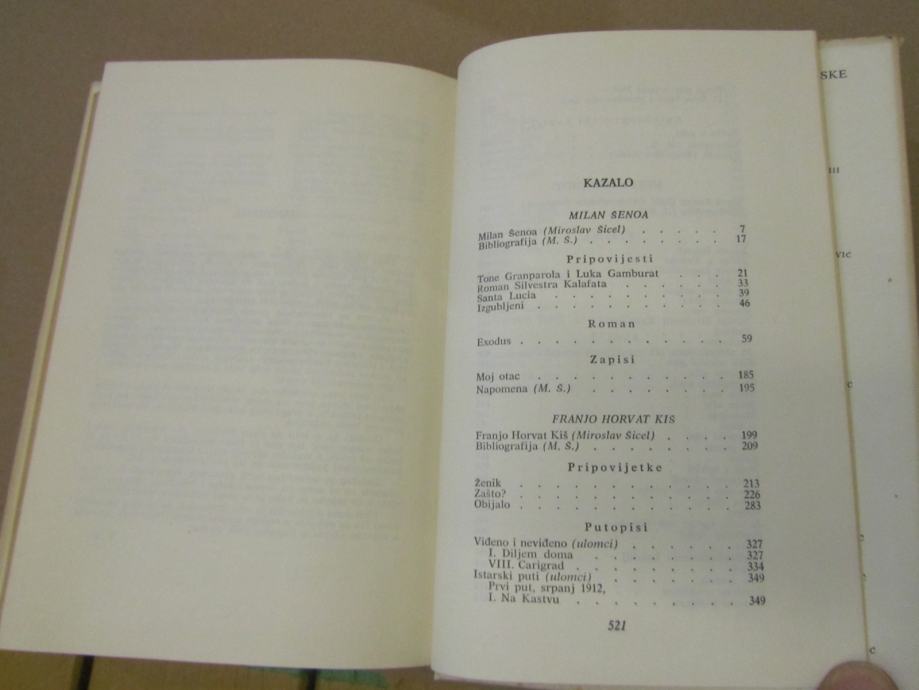 KAZALO
MILAN ŠENOA
Milan Šenoa (Miroslav Šicel) . . . . . 7
Bibliografija (M. Š.) . . . . . . . . 17
Pripovijesti
Tone Granparola i Luka Gamburat . . . 21
Roman Silvestra Kalafata . . . . . . 33
Santa Lucia . . . . . . . . . . 39
Izgubljeni . . . . . . . . . . 46
Roman
Exodus . . . . . . . . . . . 59
Zapisi
Moj otac . . . . . . . . . . 185
Napomena (M. Š.) . . . . . . . . 195
FRANJO HORVAT KIS
Franjo Horvat Kiš (Miroslav Šicel) . . . . 199
Bibliografija (M. Š.) . . . . . . . . 209
Pripovijetke
Ženik . . . . . . . . . . . 213
Zašto? . . . . . . . . . . . 226
Obijalo . . . . . . . . . . . 283
Putopisi
Viđeno i neviđeno (ulomci) . . . . . . 327
I. Diljem doma . . . . . . . . 327
VIII. Carigrad . . . . . . . . 334
Istarski puti (ulomci) . . . . . . . 349
Prvi put, srpanj 1912,
I. Na Kastvu . . . . . . . . 349
521
SKE
III
VIC
C
C